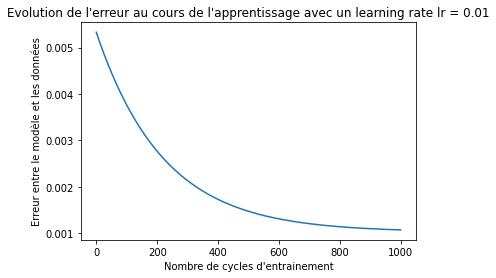 Evolution de l'erreur au cours de l'apprentissage avec un learning rate lr = 0.01
Erreur entre le modèle et les données
0.005
0.004
0.003
0.002
0.001
0 200 400 600 800 1000
Nombre de cycles d'entrainement